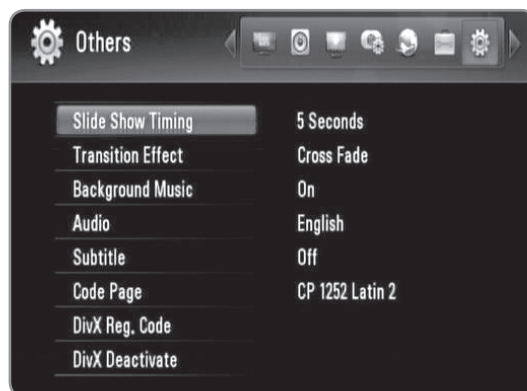 Others
Slide Show Timing 5 Seconds
Transition Effect Cross Fade
Background Music On
Audio English
Subtitle Off
Code Page CP 1252 Latin 2
DivX Reg. Code
DivX Deactivate